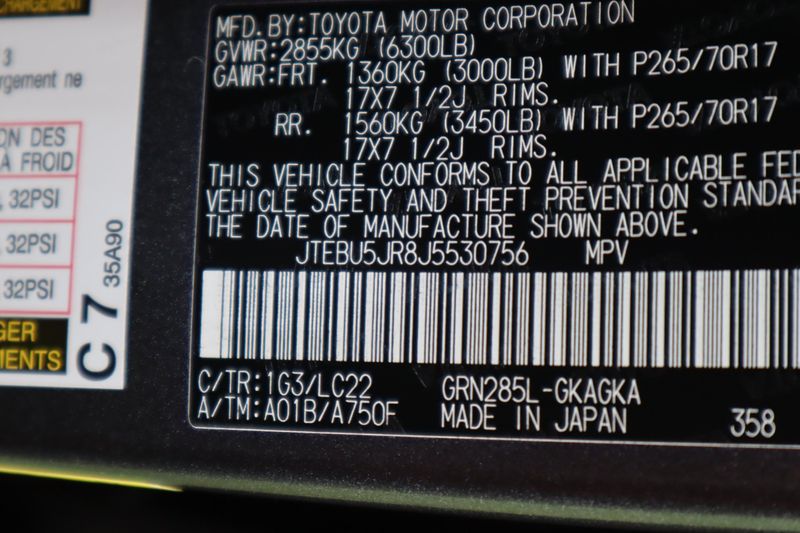 3
argement ne
ON DES
À FROID
32PSI
32PSI
32PSI
GER
EMENTS
C7
35A90
MFD.BY:TOYOTA MOTOR CORPORATION
GVWR:2855KG (6300LB)
GAWR:FRT. 1360KG (3000LB) WITH P265/70R17
17X7 1/2J RIMS.
RR. 1560KG (3450LB) WITH P265/70R17
17X7 1/2J RIMS.
THIS VEHICLE CONFORMS TO ALL APPLICABLE FED
VEHICLE SAFETY AND THEFT PREVENTION STANDAR
THE DATE OF MANUFACTURE SHOWN ABOVE.
JTEBU5JR8J5530756 MPV
C/TR:1G3/LC22 GRN285L-GKAGKA
A/TM:A01B/A750F MADE IN JAPAN 358